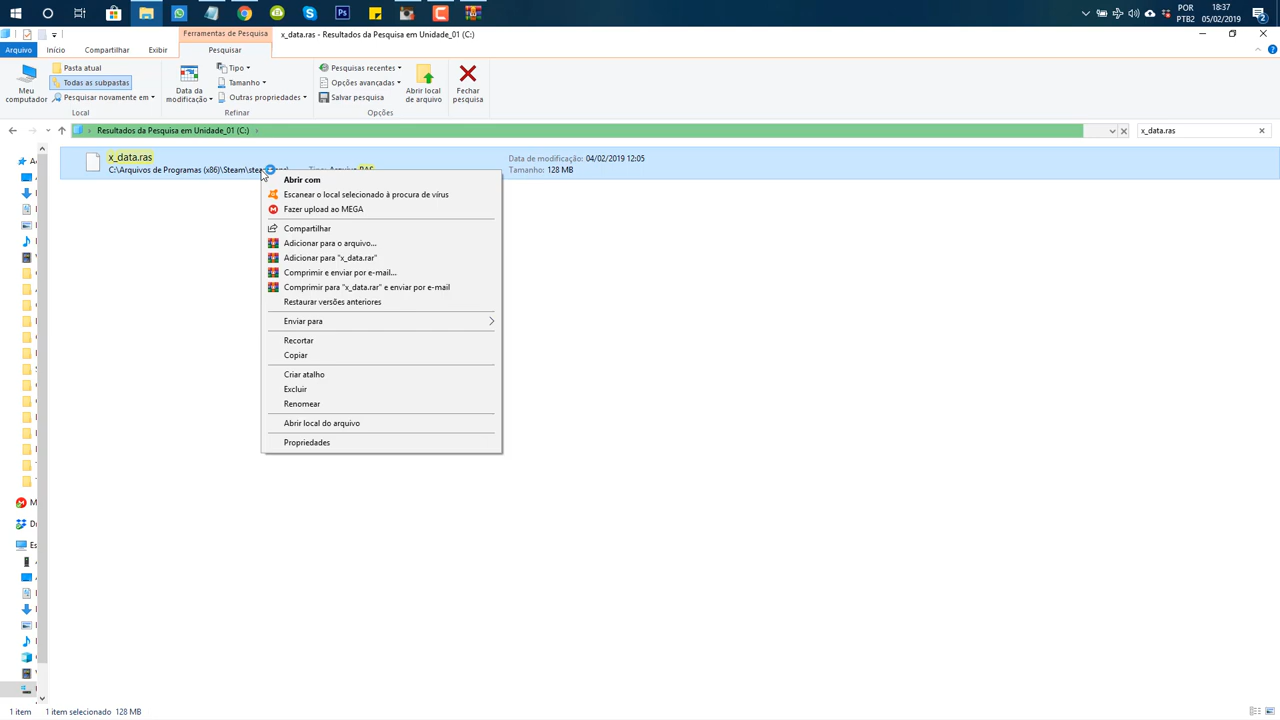 POR
18:37
PTB2
05/02/2019
Ferramentas de Pesquisa
x_data.ras - Resultados da Pesquisa em Unidade_01 (C:)
Arquivo
Início
Compartilhar
Exibir
Pesquisar
Meu computador
Pasta atual
Todas as subpastas
Pesquisar novamente em
Local
Data da modificação
Tipo
Tamanho
Outras propriedades
Refinar
Pesquisas recentes
Opções avançadas
Salvar pesquisa
Abrir local de arquivo
Opções
Fechar pesquisa
Resultados da Pesquisa em Unidade_01 (C:)
x_data.ras
x_data.ras
Data de modificação: 04/02/2019 12:05
C:\Arquivos de Programas (x86)\Steam\
RAS
Tamanho: 128 MB
Abrir com
Escanear o local selecionado à procura de vírus
Fazer upload ao MEGA
Compartilhar
Adicionar para o arquivo...
Adicionar para "x_data.rar"
Comprimir e enviar por e-mail...
Comprimir para "x_data.rar" e enviar por e-mail
Restaurar versões anteriores
Enviar para
Recortar
Copiar
Criar atalho
Excluir
Renomear
Abrir local do arquivo
Propriedades
1 item
1 item selecionado 128 MB